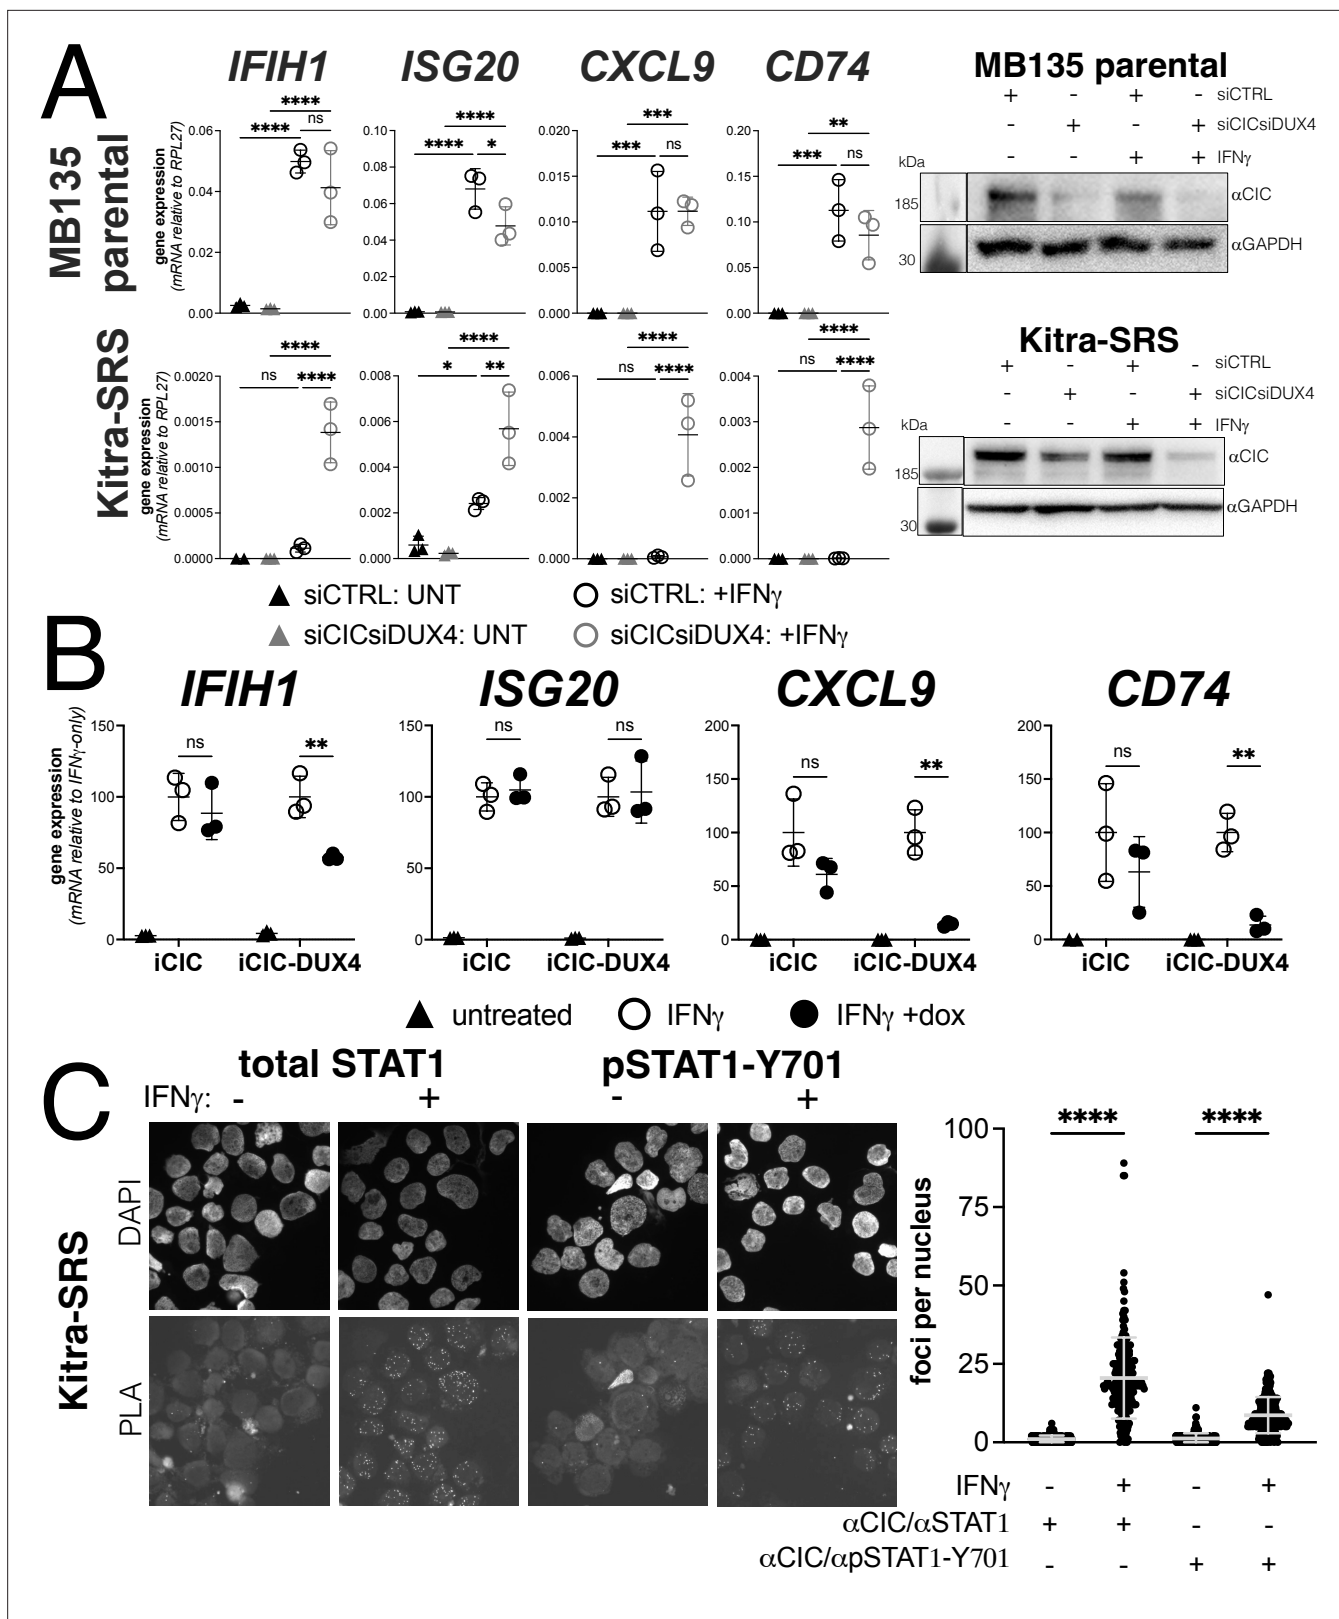 A
MB135 parental
IFIH1 ISG20 CXCL9 CD74
gene expression
(mRNA relative to RPL27)
**** **** ns
0.06
0.04
0.02
0.00
**** **** *
0.10
0.08
0.06
0.04
0.02
0.00
*** *** ns
0.020
0.015
0.010
0.005
0.000
** *** ns
0.20
0.15
0.10
0.05
0.00
MB135 parental
+ - + - siCTRL
- + - + siCICsiDUX4
- - + + IFNγ
kDa
185
αCIC
30
αGAPDH
Kitra-SRS
gene expression
(mRNA relative to RPL27)
**** ns ****
0.0020
0.0015
0.0010
0.0005
0.0000
**** * **
0.008
0.006
0.004
0.002
0.000
**** ns ****
0.006
0.004
0.002
0.000
**** ns ****
0.004
0.003
0.002
0.001
0.000
Kitra-SRS
+ - + - siCTRL
- + - + siCICsiDUX4
- - + + IFNγ
kDa
185
αCIC
30
αGAPDH
siCTRL: UNT siCTRL: +IFNγ
siCICsiDUX4: UNT siCICsiDUX4: +IFNγ
B
IFIH1 ISG20 CXCL9 CD74
gene expression
(mRNA relative to IFNγ-only)
ns **
150
100
50
0
iCIC iCIC-DUX4
ns ns
150
100
50
0
iCIC iCIC-DUX4
ns **
200
150
100
50
0
iCIC iCIC-DUX4
ns **
200
150
100
50
0
iCIC iCIC-DUX4
untreated IFNγ IFNγ +dox
C
total STAT1 pSTAT1-Y701
IFNγ: - + - +
Kitra-SRS
DAPI
PLA
foci per nucleus
**** ****
100
75
50
25
0
IFNγ - + - +
αCIC/αSTAT1 + + - -
αCIC/αpSTAT1-Y701 - - + +